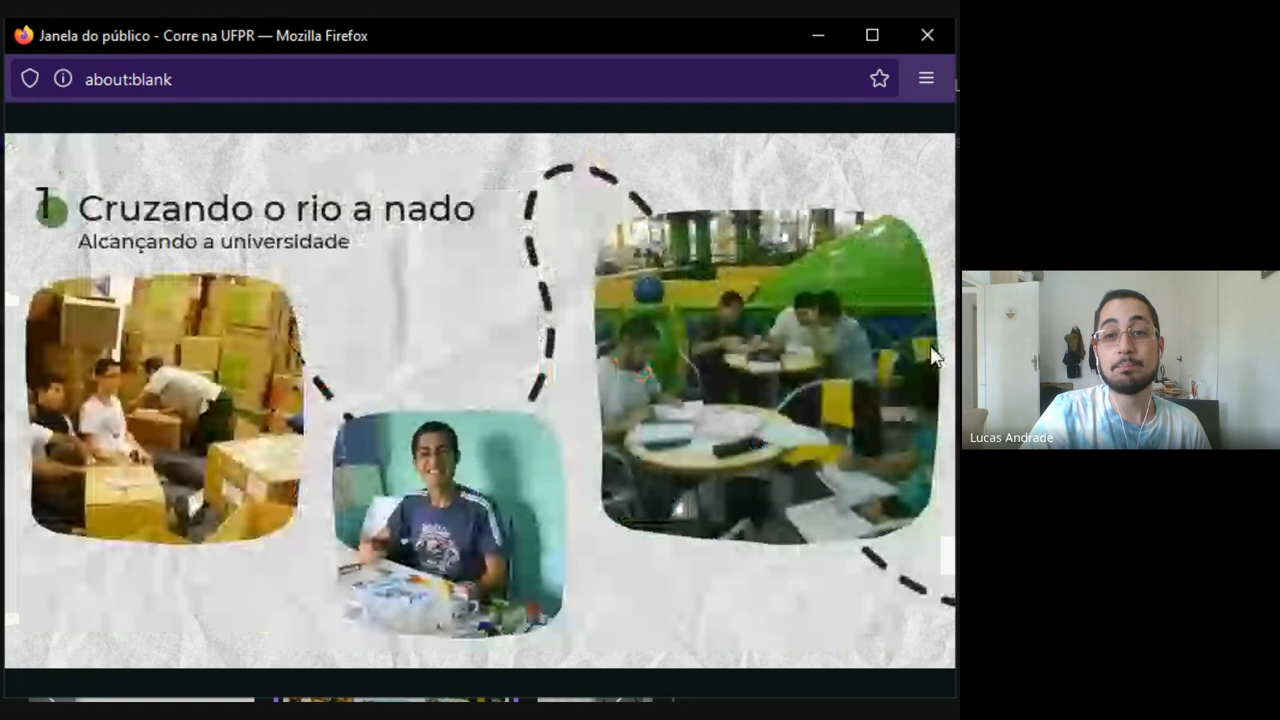 Janela do público - Corre na UFPR — Mozilla Firefox
about:blank
1 Cruzando o rio a nado
Alcançando a universidade
Lucas Andrade